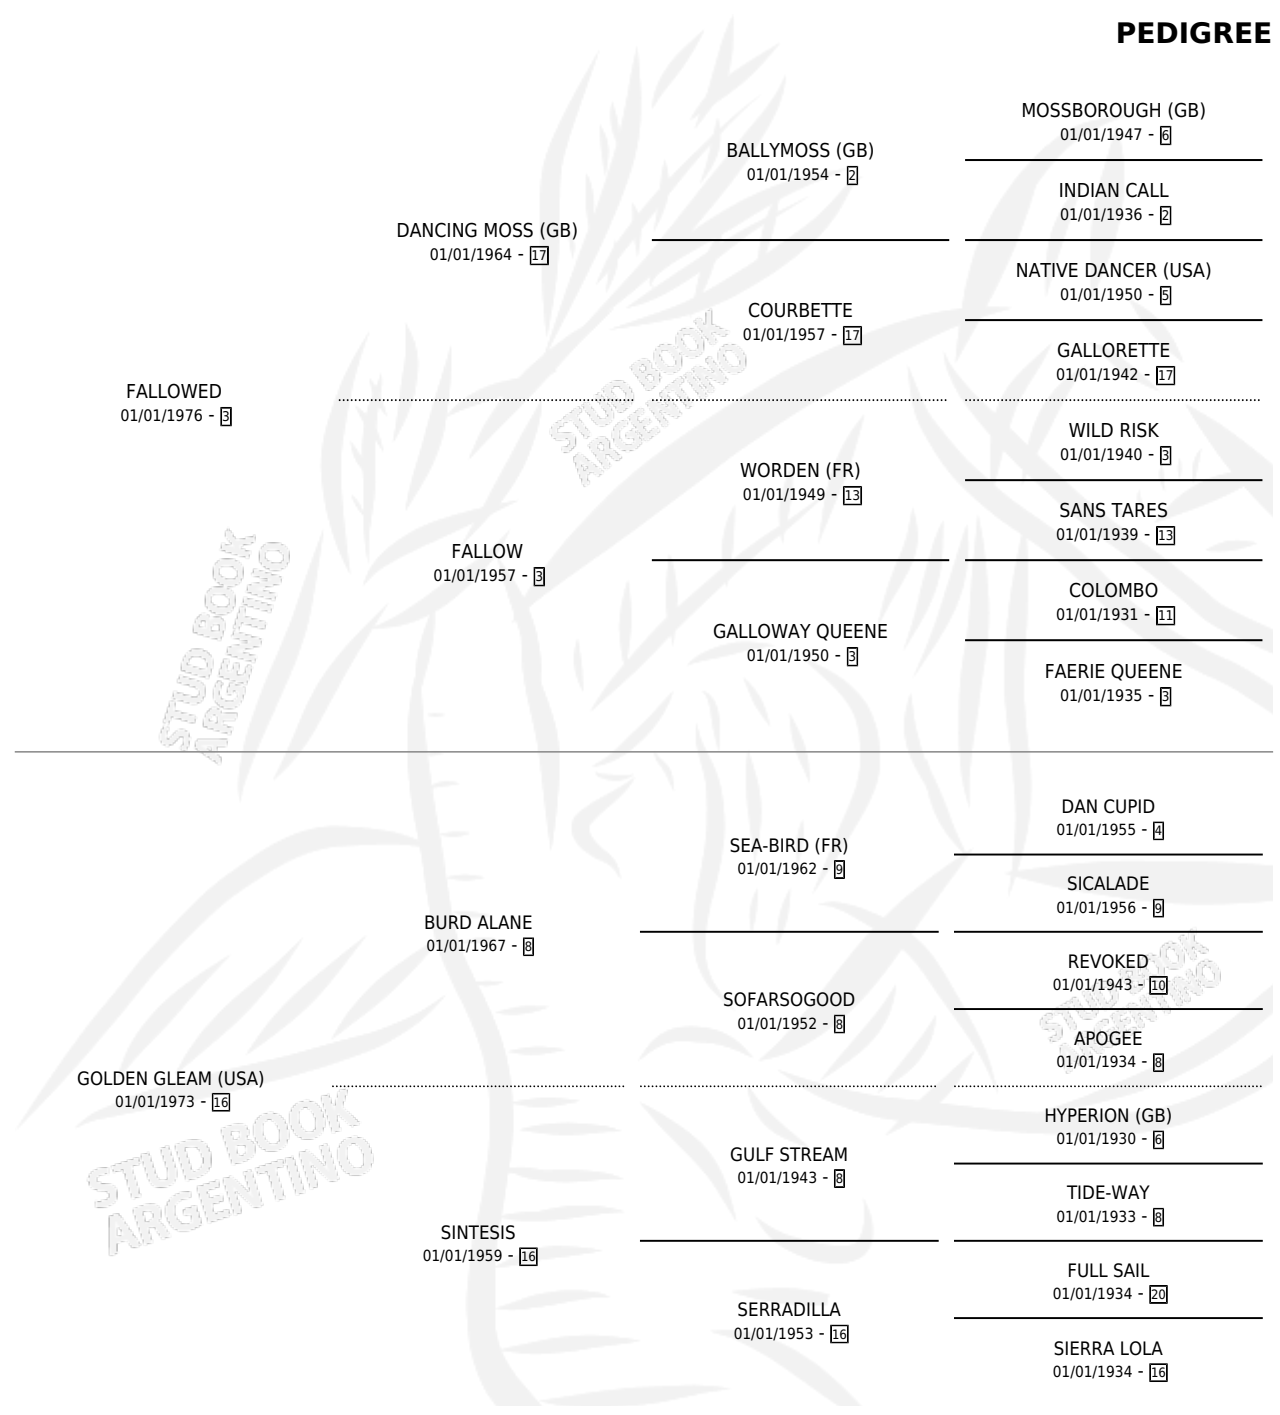 PEDIGREE
MOSSBOROUGH (GB)
01/01/1947 - 6
BALLYMOSS (GB)
01/01/1954 - 2
INDIAN CALL
01/01/1936 - 2
DANCING MOSS (GB)
01/01/1964 - 17
NATIVE DANCER (USA)
01/01/1950 - 5
COURBETTE
01/01/1957 - 17
GALLORETTE
01/01/1942 - 17
FALLOWED
01/01/1976 - 3
WILD RISK
01/01/1940 - 3
WORDEN (FR)
01/01/1949 - 13
SANS TARES
01/01/1939 - 13
FALLOW
01/01/1957 - 3
COLOMBO
01/01/1931 - 11
GALLOWAY QUEENE
01/01/1950 - 3
FAERIE QUEENE
01/01/1935 - 3
DAN CUPID
01/01/1955 - 4
SEA-BIRD (FR)
01/01/1962 - 9
SICALADE
01/01/1956 - 9
BURD ALANE
01/01/1967 - 8
REVOKED
01/01/1943 - 10
SOFARSOGOOD
01/01/1952 - 8
APOGEE
01/01/1934 - 8
GOLDEN GLEAM (USA)
01/01/1973 - 16
HYPERION (GB)
01/01/1930 - 6
GULF STREAM
01/01/1943 - 8
TIDE-WAY
01/01/1933 - 8
SINTESIS
01/01/1959 - 16
FULL SAIL
01/01/1934 - 20
SERRADILLA
01/01/1953 - 16
SIERRA LOLA
01/01/1934 - 16
STUD BOOK
ARGENTINO
STUD BOOK
ARGENTINO
STUD BOOK
ARGENTINO
STUD BOOK
ARGENTINO